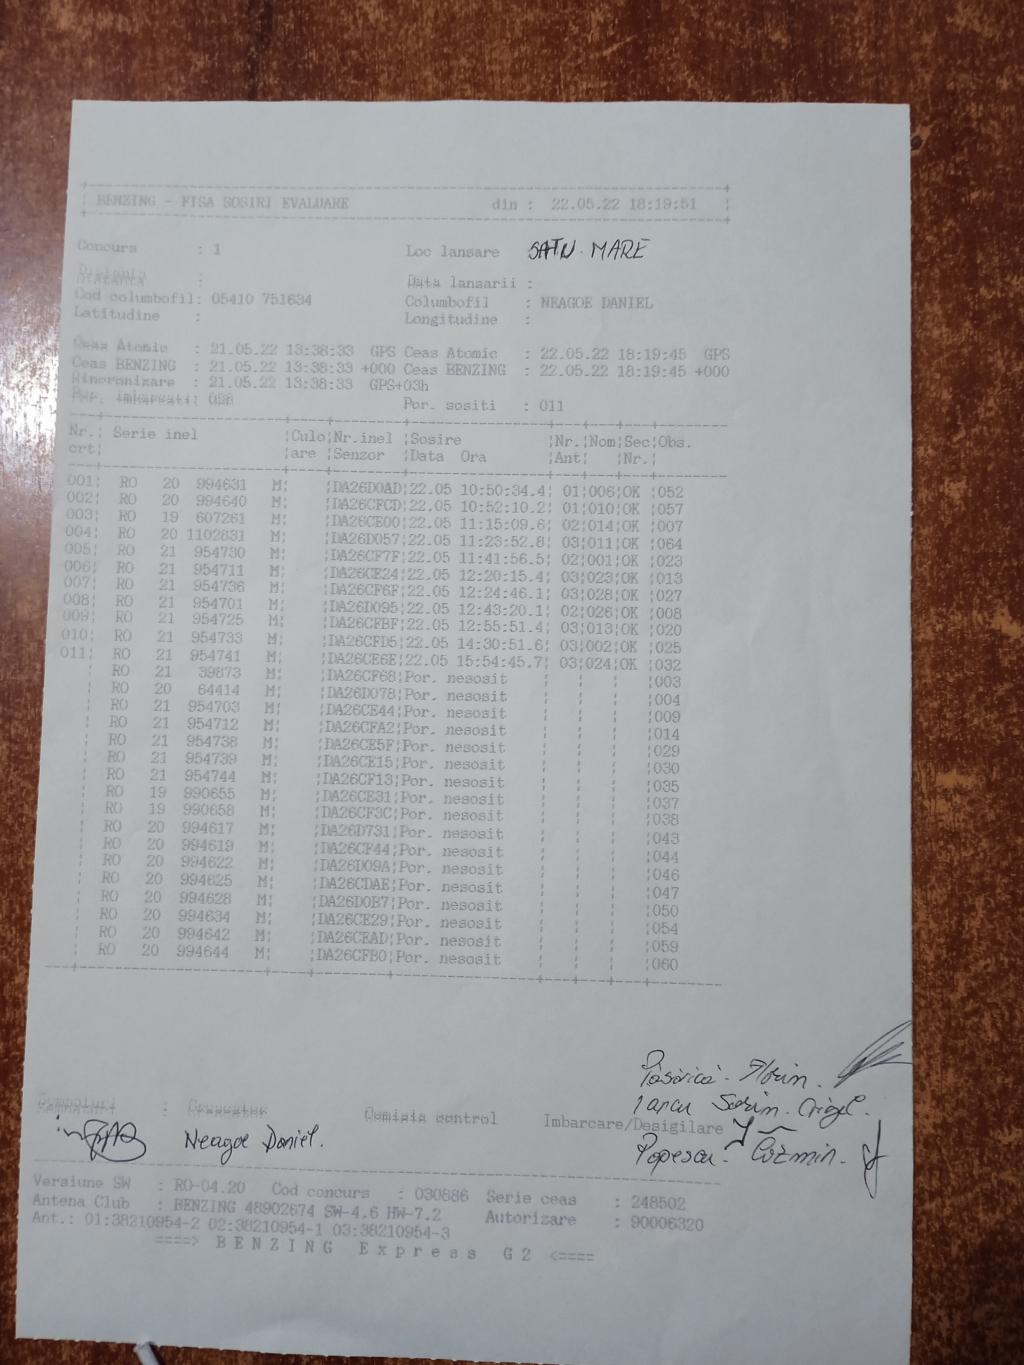 BENZING - FISA SOSIRI EVALUARE din : 22.05.22 18:19:51
Concurs : 1 Loc lansare SATU MARE
Distanta : Data lansarii :
Cod columbofil: 05410 751634 Columbofil : NEAGOE DANIEL
Latitudine : Longitudine :
Ceas Atomic : 21.05.22 13:38:33 GPS Ceas Atomic : 22.05.22 18:19:45 GPS
Ceas BENZING : 21.05.22 13:38:33 +000 Ceas BENZING : 22.05.22 18:19:45 +000
Sincronizare : 21.05.22 13:38:33 GPS+03h
Por. imbarcati: 028 Por. sositi : 011
Nr.¦ Serie inel ¦Culo¦Nr.inel ¦Sosire ¦Nr.¦Nom¦Sec¦Obs.
crt¦ ¦are ¦Senzor ¦Data Ora ¦Ant¦ ¦Nr.¦
001¦ RO 20 994631 M¦ ¦DA26D0AD¦22.05 10:50:34.4¦ 01¦006¦OK ¦052
002¦ RO 20 994640 M¦ ¦DA26CFCD¦22.05 10:52:10.2¦ 01¦010¦OK ¦057
003¦ RO 19 607261 M¦ ¦DA26CE00¦22.05 11:15:09.6¦ 02¦014¦OK ¦007
004¦ RO 20 1102831 M¦ ¦DA26D057¦22.05 11:23:52.8¦ 03¦011¦OK ¦064
005¦ RO 21 954730 M¦ ¦DA26CF7F¦22.05 11:41:56.5¦ 02¦001¦OK ¦023
006¦ RO 21 954711 M¦ ¦DA26CE24¦22.05 12:20:15.4¦ 03¦023¦OK ¦013
007¦ RO 21 954736 M¦ ¦DA26CF6F¦22.05 12:24:46.1¦ 03¦028¦OK ¦027
008¦ RO 21 954701 M¦ ¦DA26D095¦22.05 12:43:20.1¦ 02¦026¦OK ¦008
009¦ RO 21 954725 M¦ ¦DA26CFBF¦22.05 12:55:51.4¦ 03¦013¦OK ¦020
010¦ RO 21 954733 M¦ ¦DA26CFD5¦22.05 14:30:51.6¦ 03¦002¦OK ¦025
011¦ RO 21 954741 M¦ ¦DA26CE6E¦22.05 15:54:45.7¦ 03¦024¦OK ¦032
¦ RO 21 39873 M¦ ¦DA26CF68¦Por. nesosit ¦ ¦ ¦ ¦003
¦ RO 20 64414 M¦ ¦DA26D078¦Por. nesosit ¦ ¦ ¦ ¦004
¦ RO 21 954703 M¦ ¦DA26CE44¦Por. nesosit ¦ ¦ ¦ ¦009
¦ RO 21 954712 M¦ ¦DA26CFA2¦Por. nesosit ¦ ¦ ¦ ¦014
¦ RO 21 954738 M¦ ¦DA26CE5F¦Por. nesosit ¦ ¦ ¦ ¦029
¦ RO 21 954739 M¦ ¦DA26CE15¦Por. nesosit ¦ ¦ ¦ ¦030
¦ RO 21 954744 M¦ ¦DA26CF13¦Por. nesosit ¦ ¦ ¦ ¦035
¦ RO 19 990655 M¦ ¦DA26CE31¦Por. nesosit ¦ ¦ ¦ ¦037
¦ RO 19 990658 M¦ ¦DA26CF3C¦Por. nesosit ¦ ¦ ¦ ¦038
¦ RO 20 994617 M¦ ¦DA26D731¦Por. nesosit ¦ ¦ ¦ ¦043
¦ RO 20 994619 M¦ ¦DA26CF44¦Por. nesosit ¦ ¦ ¦ ¦044
¦ RO 20 994622 M¦ ¦DA26D09A¦Por. nesosit ¦ ¦ ¦ ¦046
¦ RO 20 994625 M¦ ¦DA26CDAE¦Por. nesosit ¦ ¦ ¦ ¦047
¦ RO 20 994628 M¦ ¦DA26D0B7¦Por. nesosit ¦ ¦ ¦ ¦050
¦ RO 20 994634 M¦ ¦DA26CE29¦Por. nesosit ¦ ¦ ¦ ¦054
¦ RO 20 994642 M¦ ¦DA26CEAD¦Por. nesosit ¦ ¦ ¦ ¦059
¦ RO 20 994644 M¦ ¦DA26CFB0¦Por. nesosit ¦ ¦ ¦ ¦060
Păsărică Florin.
Iancu Sorin
Semnaturi : Crescator Comisia control Imbarcare/Desigilare
Neagoe Daniel. Popescu Cozmin.
Versiune SW : RO-04.20 Cod concurs : 030886 Serie ceas : 248502
Antena Club : BENZING 48902674 SW-4.6 HW-7.2 Autorizare : 90006320
Ant.: 01:38210954-2 02:38210954-1 03:38210954-3
====> BENZING Express G2 <====